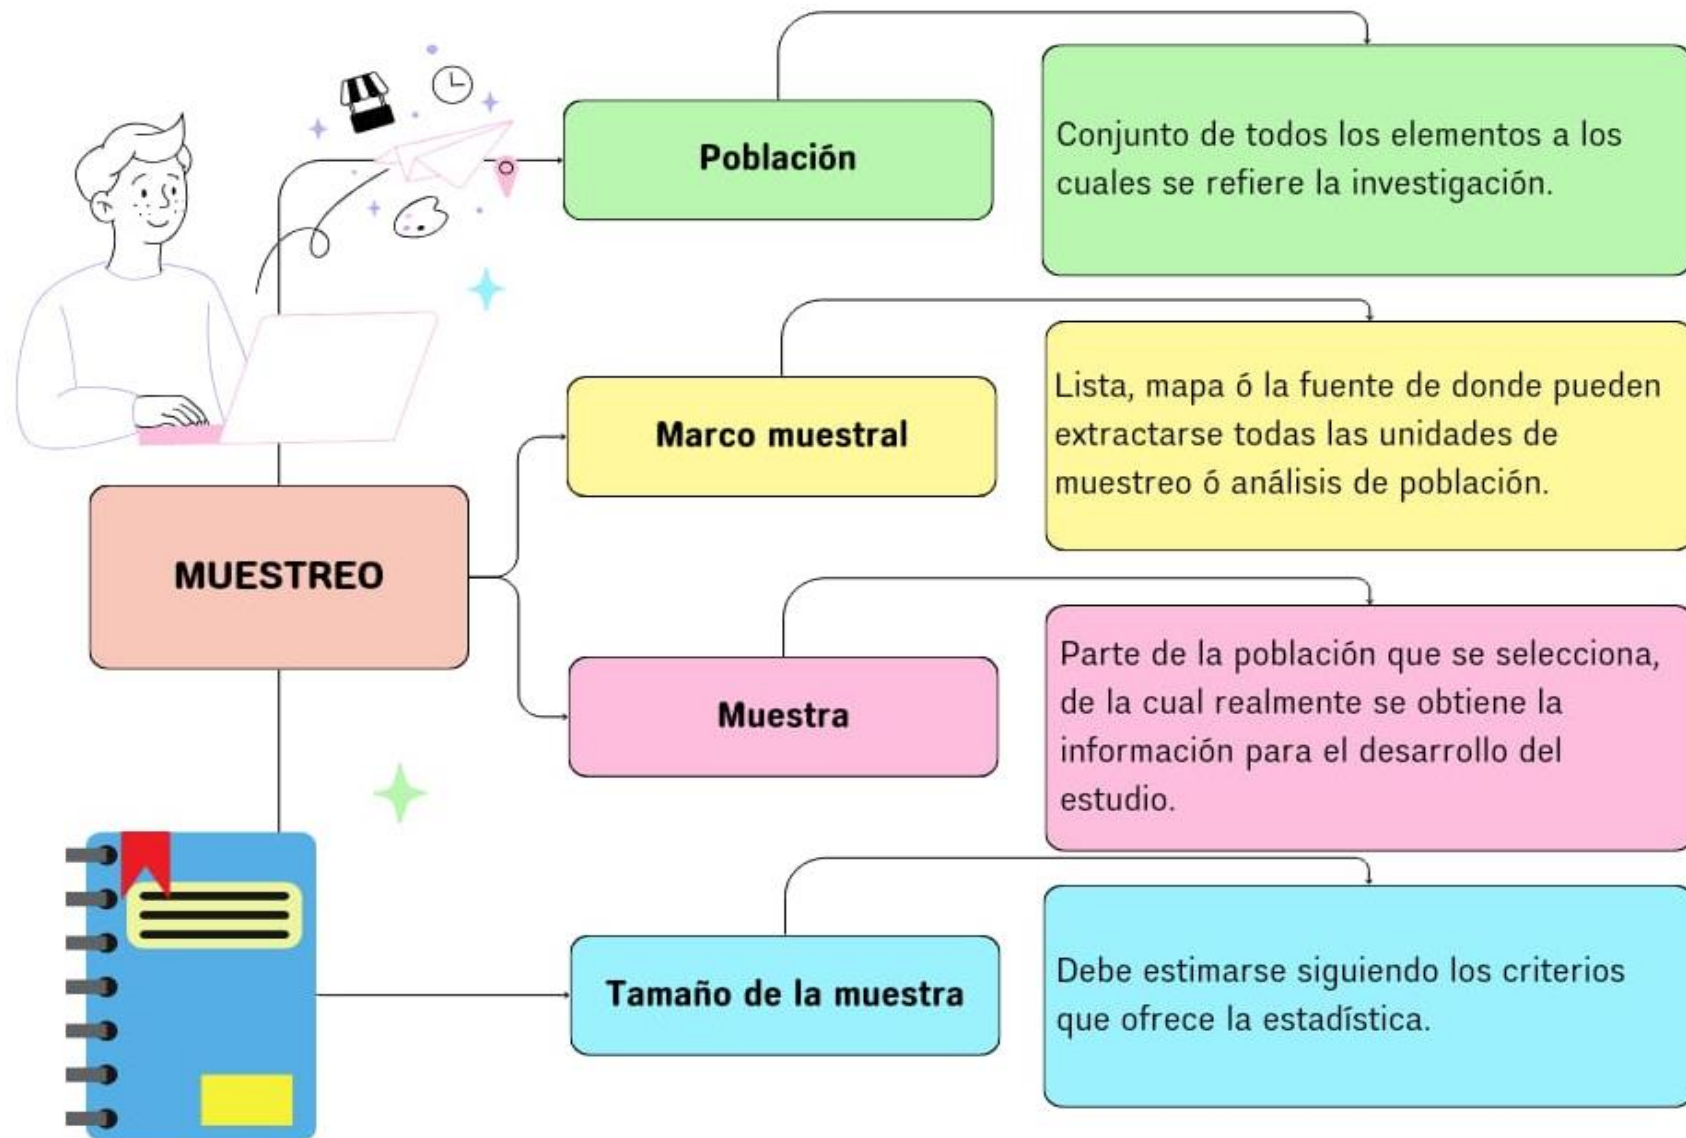 Población
Conjunto de todos los elementos a los
cuales se refiere la investigación.
Marco muestral
Lista, mapa ó la fuente de donde pueden
extractarse todas las unidades de
muestreo ó análisis de población.
MUESTREO
Muestra
Parte de la población que se selecciona,
de la cual realmente se obtiene la
información para el desarrollo del
estudio.
Tamaño de la muestra
Debe estimarse siguiendo los criterios
que ofrece la estadística.